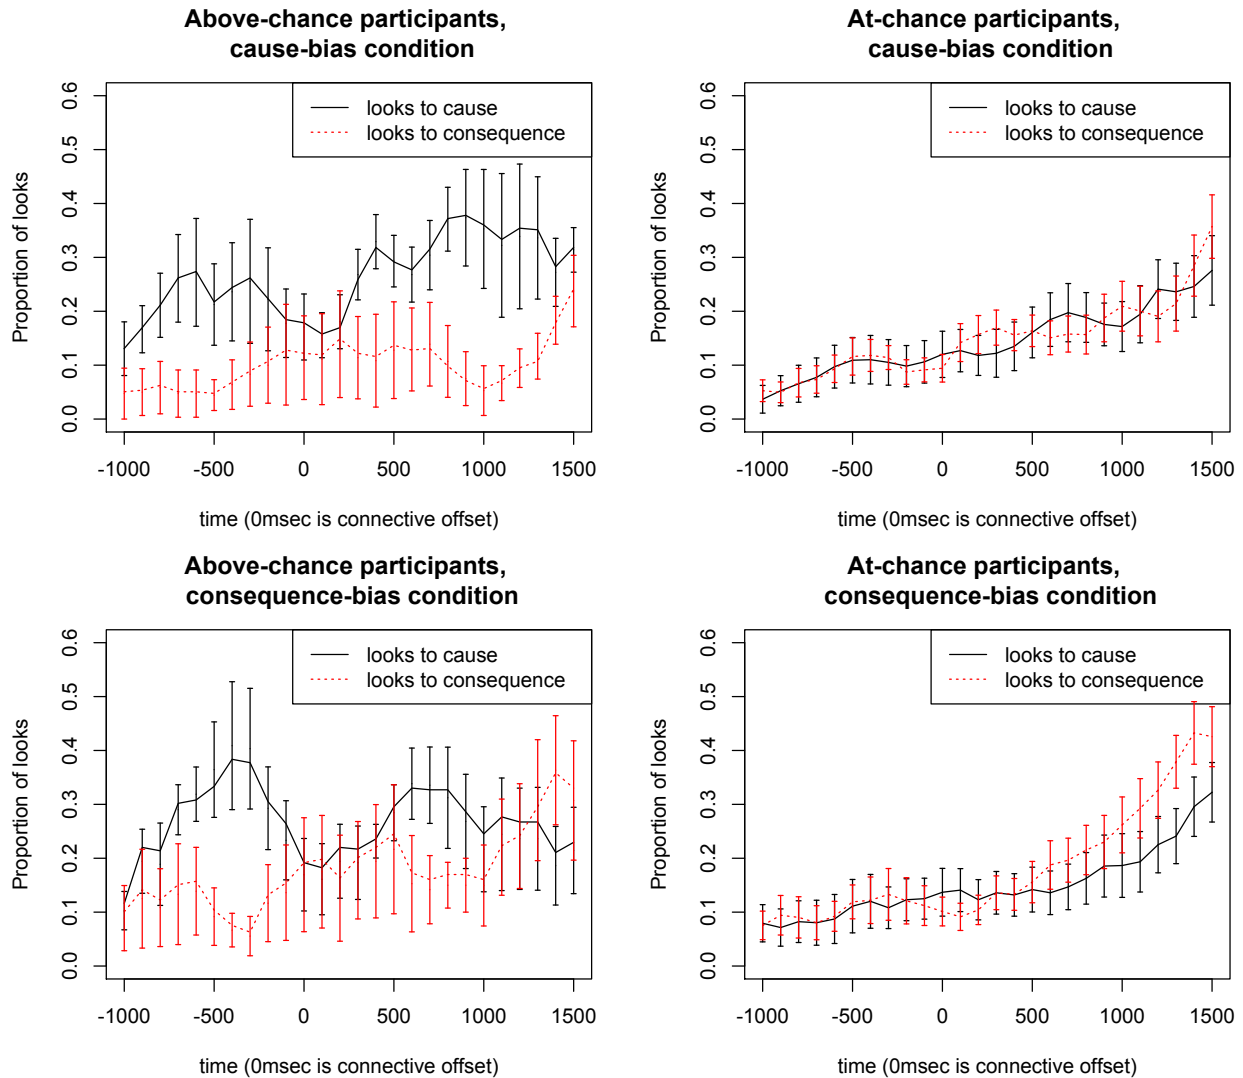 Above-chance participants,
cause-bias condition
looks to cause
looks to consequence
Proportion of looks
0.0 0.1 0.2 0.3 0.4 0.5 0.6
-1000 -500 0 500 1000 1500
time (0msec is connective offset)
At-chance participants,
cause-bias condition
looks to cause
looks to consequence
Proportion of looks
0.0 0.1 0.2 0.3 0.4 0.5 0.6
-1000 -500 0 500 1000 1500
time (0msec is connective offset)
Above-chance participants,
consequence-bias condition
looks to cause
looks to consequence
Proportion of looks
0.0 0.1 0.2 0.3 0.4 0.5 0.6
-1000 -500 0 500 1000 1500
time (0msec is connective offset)
At-chance participants,
consequence-bias condition
looks to cause
looks to consequence
Proportion of looks
0.0 0.1 0.2 0.3 0.4 0.5 0.6
-1000 -500 0 500 1000 1500
time (0msec is connective offset)